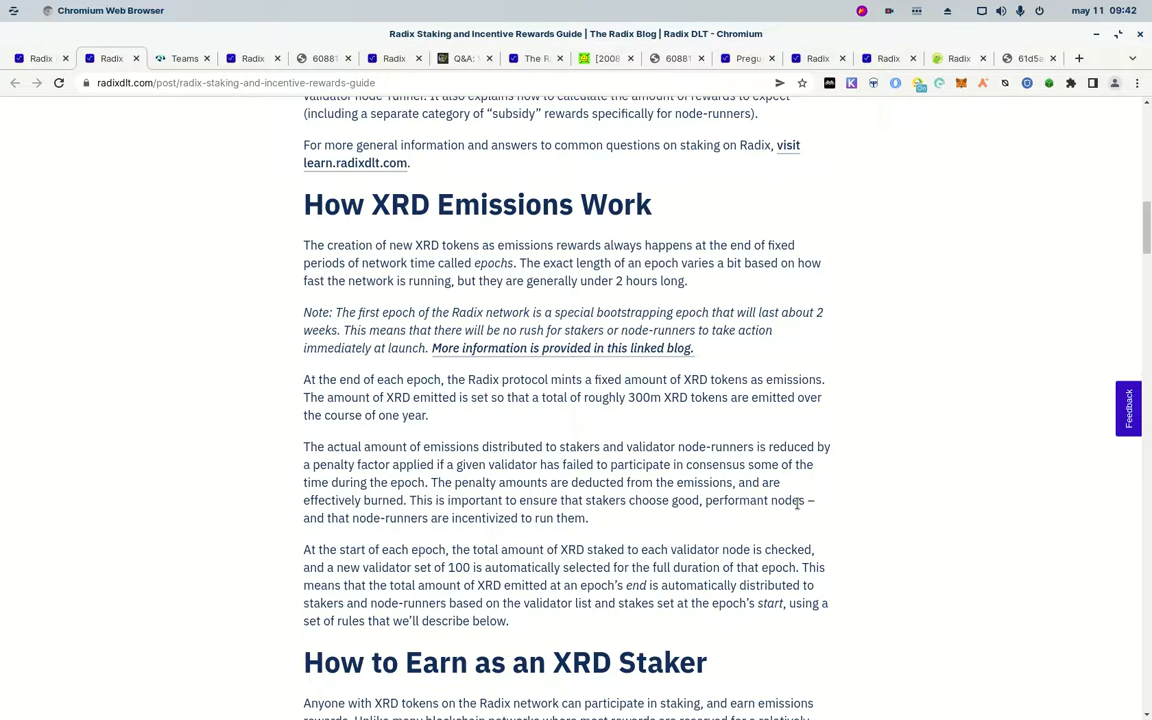 Chromium Web Browser
may 11 09:42
Radix Staking and Incentive Rewards Guide | The Radix Blog | Radix DLT - Chromium
Radix
Radix
Teams
Radix
60881
Radix
Q&A:
The R
[2008
60881
Pregu
Radix
Radix
Radix
61d5a
radixdlt.com/post/radix-staking-and-incentive-rewards-guide
validator node-runner. It also explains how to calculate the amount of rewards to expect
(including a separate category of “subsidy” rewards specifically for node-runners).
For more general information and answers to common questions on staking on Radix, visit
learn.radixdlt.com.
How XRD Emissions Work
The creation of new XRD tokens as emissions rewards always happens at the end of fixed
periods of network time called epochs. The exact length of an epoch varies a bit based on how
fast the network is running, but they are generally under 2 hours long.
Note: The first epoch of the Radix network is a special bootstrapping epoch that will last about 2
weeks. This means that there will be no rush for stakers or node-runners to take action
immediately at launch. More information is provided in this linked blog.
At the end of each epoch, the Radix protocol mints a fixed amount of XRD tokens as emissions.
The amount of XRD emitted is set so that a total of roughly 300m XRD tokens are emitted over
the course of one year.
The actual amount of emissions distributed to stakers and validator node-runners is reduced by
a penalty factor applied if a given validator has failed to participate in consensus some of the
time during the epoch. The penalty amounts are deducted from the emissions, and are
effectively burned. This is important to ensure that stakers choose good, performant nodes –
and that node-runners are incentivized to run them.
At the start of each epoch, the total amount of XRD staked to each validator node is checked,
and a new validator set of 100 is automatically selected for the full duration of that epoch. This
means that the total amount of XRD emitted at an epoch’s end is automatically distributed to
stakers and node-runners based on the validator list and stakes set at the epoch’s start, using a
set of rules that we’ll describe below.
Feedback
How to Earn as an XRD Staker
Anyone with XRD tokens on the Radix network can participate in staking, and earn emissions
rewards. Unlike many blockchain networks where most rewards are reserved for a relatively